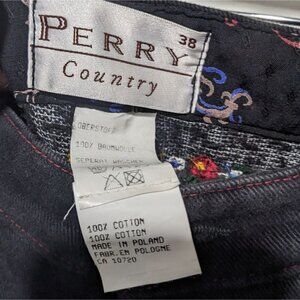 PERRY
38
Country
OBERSTOFF
100% BAUMWOLLE
SEPERAT WASCHEN
100% COTTON
100% COTTON
MADE IN POLAND
FABR.EN POLOGNE
CA 10720